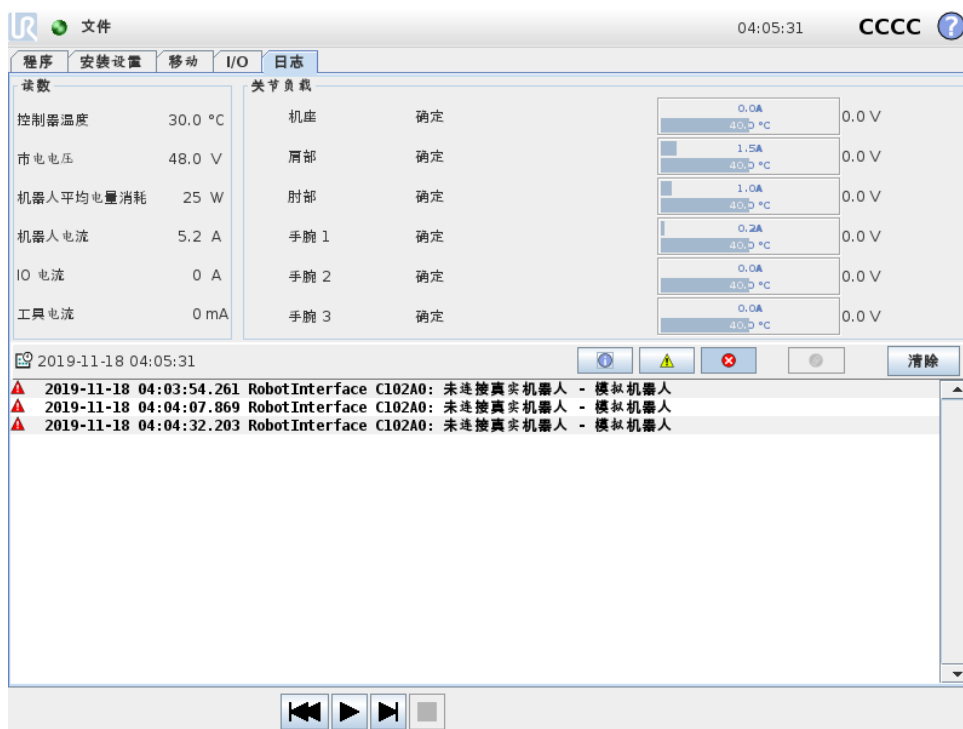 UR 文件 04:05:31 CCCC ?
程序 安装设置 移动 I/O 日志
读数 关节负载
控制器温度 30.0 °C 机座 确定 0.0A 40.0 °C 0.0 V
市电电压 48.0 V 肩部 确定 1.5A 40.0 °C 0.0 V
机器人平均电量消耗 25 W 肘部 确定 1.0A 40.0 °C 0.0 V
机器人电流 5.2 A 手腕 1 确定 0.2A 40.0 °C 0.0 V
IO 电流 0 A 手腕 2 确定 0.0A 40.0 °C 0.0 V
工具电流 0 mA 手腕 3 确定 0.0A 40.0 °C 0.0 V
2019-11-18 04:05:31 清除
2019-11-18 04:03:54.261 RobotInterface C102A0: 未连接真实机器人 - 模拟机器人
2019-11-18 04:04:07.869 RobotInterface C102A0: 未连接真实机器人 - 模拟机器人
2019-11-18 04:04:32.203 RobotInterface C102A0: 未连接真实机器人 - 模拟机器人